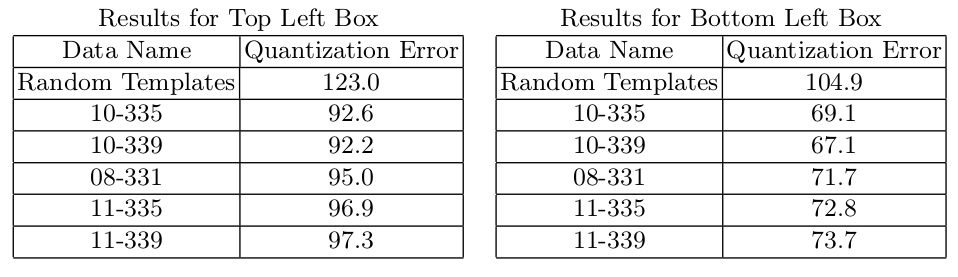 Results for Top Left Box
Data Name Quantization Error
Random Templates 123.0
10-335 92.6
10-339 92.2
08-331 95.0
11-335 96.9
11-339 97.3
Results for Bottom Left Box
Data Name Quantization Error
Random Templates 104.9
10-335 69.1
10-339 67.1
08-331 71.7
11-335 72.8
11-339 73.7